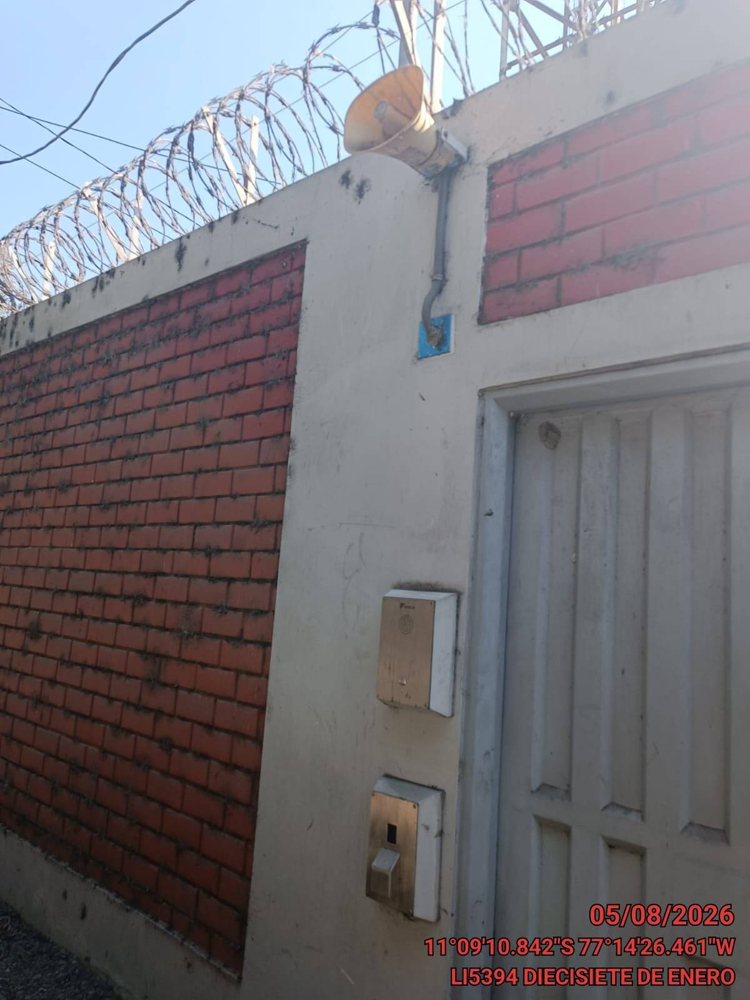 05/08/2026
11°09'10.842"S 77°14'26.461"W
LI5394 DIECISIETE DE ENERO